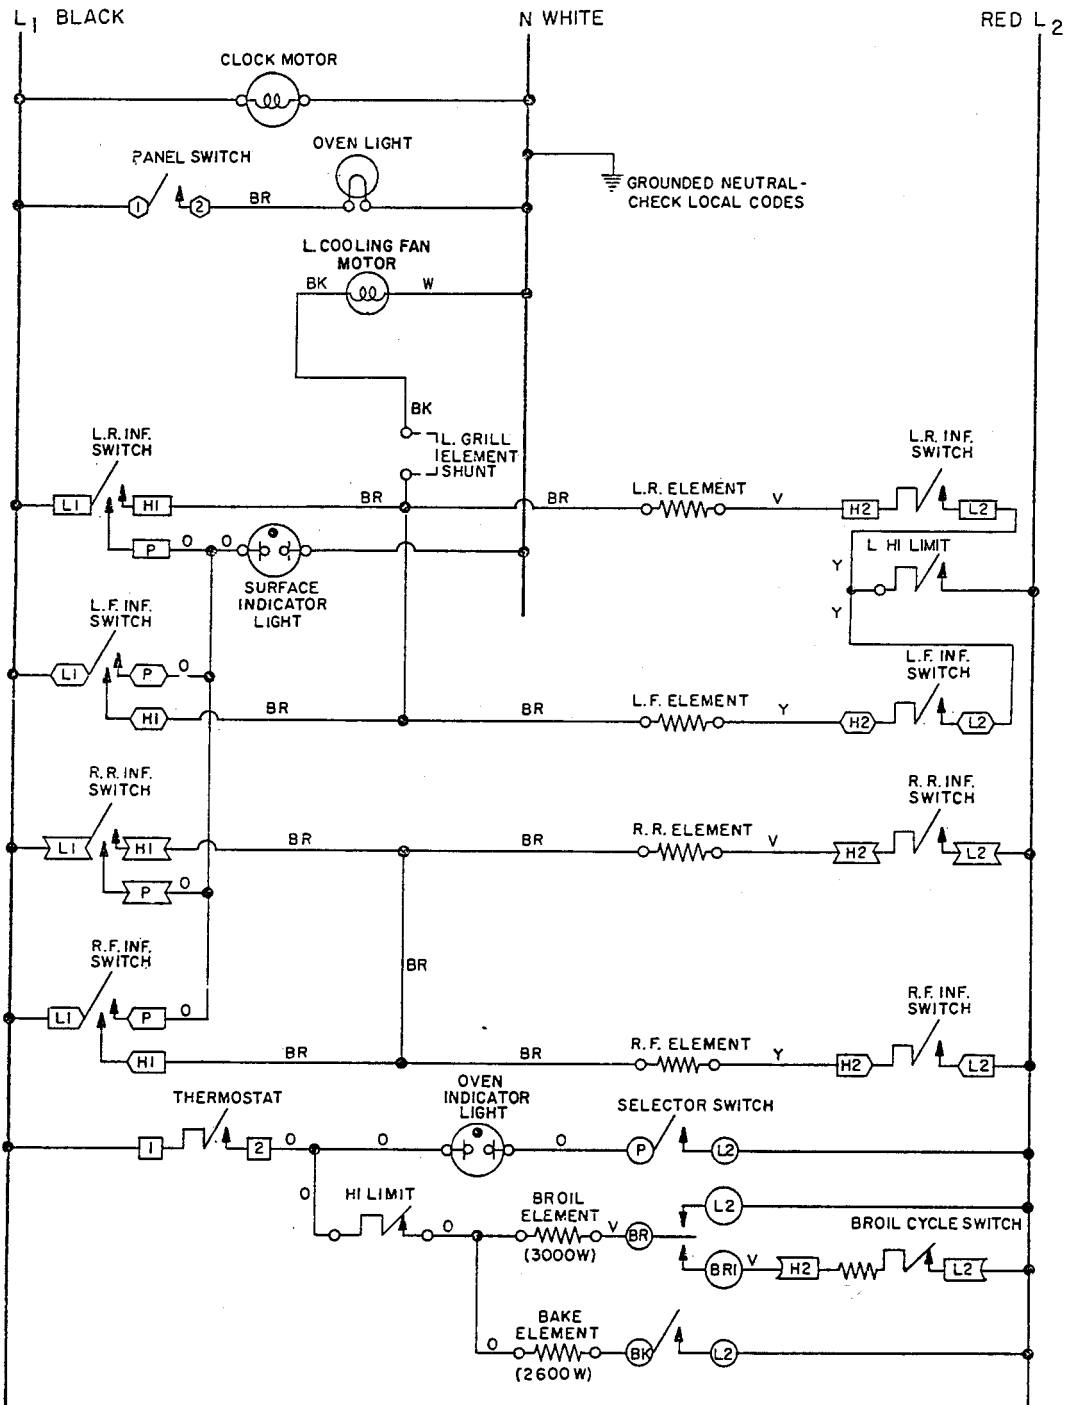 L1 BLACK
N WHITE
RED L2
CLOCK MOTOR
PANEL SWITCH
OVEN LIGHT
1
2
BR
GROUNDED NEUTRAL-
CHECK LOCAL CODES
L. COOLING FAN
MOTOR
BK
W
BK
L. GRILL
ELEMENT
SHUNT
L.R. INF.
SWITCH
L1
H1
BR
BR
L.R. ELEMENT
V
H2
L.R. INF.
SWITCH
L2
P
O
O
SURFACE
INDICATOR
LIGHT
L HI LIMIT
Y
Y
L.F. INF.
SWITCH
L1
P
O
H1
BR
BR
L.F. ELEMENT
Y
H2
L.F. INF.
SWITCH
L2
R.R. INF.
SWITCH
L1
H1
BR
BR
R.R. ELEMENT
V
H2
R.R. INF.
SWITCH
L2
P
O
BR
R.F. INF.
SWITCH
L1
P
O
H1
BR
BR
R.F. ELEMENT
Y
H2
R.F. INF.
SWITCH
L2
THERMOSTAT
1
2
O
O
OVEN
INDICATOR
LIGHT
O
SELECTOR SWITCH
P
L2
O
HI LIMIT
O
BROIL
ELEMENT
(3000W)
V
BR
L2
BROIL CYCLE SWITCH
BR1
V
H2
L2
O
BAKE
ELEMENT
(2600W)
BK
L2